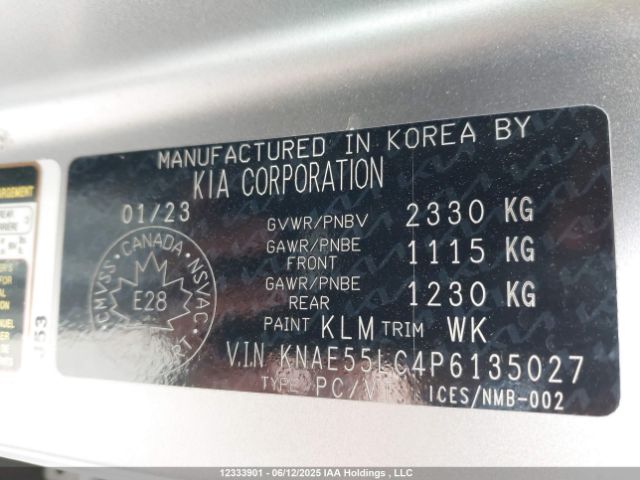 MANUFACTURED IN KOREA BY
KIA CORPORATION
01/23
GVWR/PNBV 2330 KG
GAWR/PNBE FRONT 1115 KG
GAWR/PNBE REAR 1230 KG
PAINT KLM TRIM WK
V.I.N. KNAE55LC4P6135027
TYPE PC/V
ICES/NMB-002
CMVSS CANADA NSVAC
E28
J53
12333901 - 06/12/2025 IAA Holdings , LLC